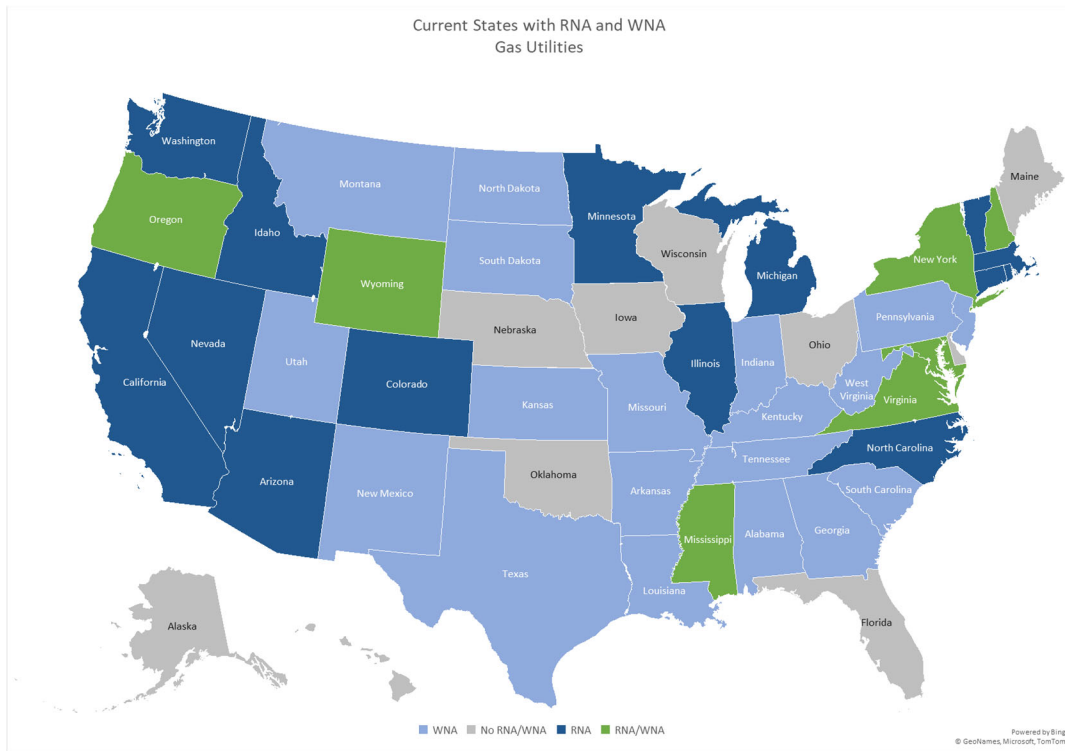 Current States with RNA and WNA
Gas Utilities
Washington
Montana
North Dakota
Minnesota
Maine
Oregon
Idaho
Wisconsin
South Dakota
Michigan
New York
Wyoming
Nebraska
Iowa
Pennsylvania
Nevada
Utah
Illinois
Indiana
Ohio
California
Colorado
Kansas
Missouri
West
Virginia
Virginia
Kentucky
North Carolina
Tennessee
Arizona
New Mexico
Oklahoma
Arkansas
South Carolina
Mississippi
Alabama
Georgia
Texas
Louisiana
Alaska
Florida
WNA
No RNA/WNA
RNA
RNA/WNA
Powered by Bing
© GeoNames, Microsoft, TomTom